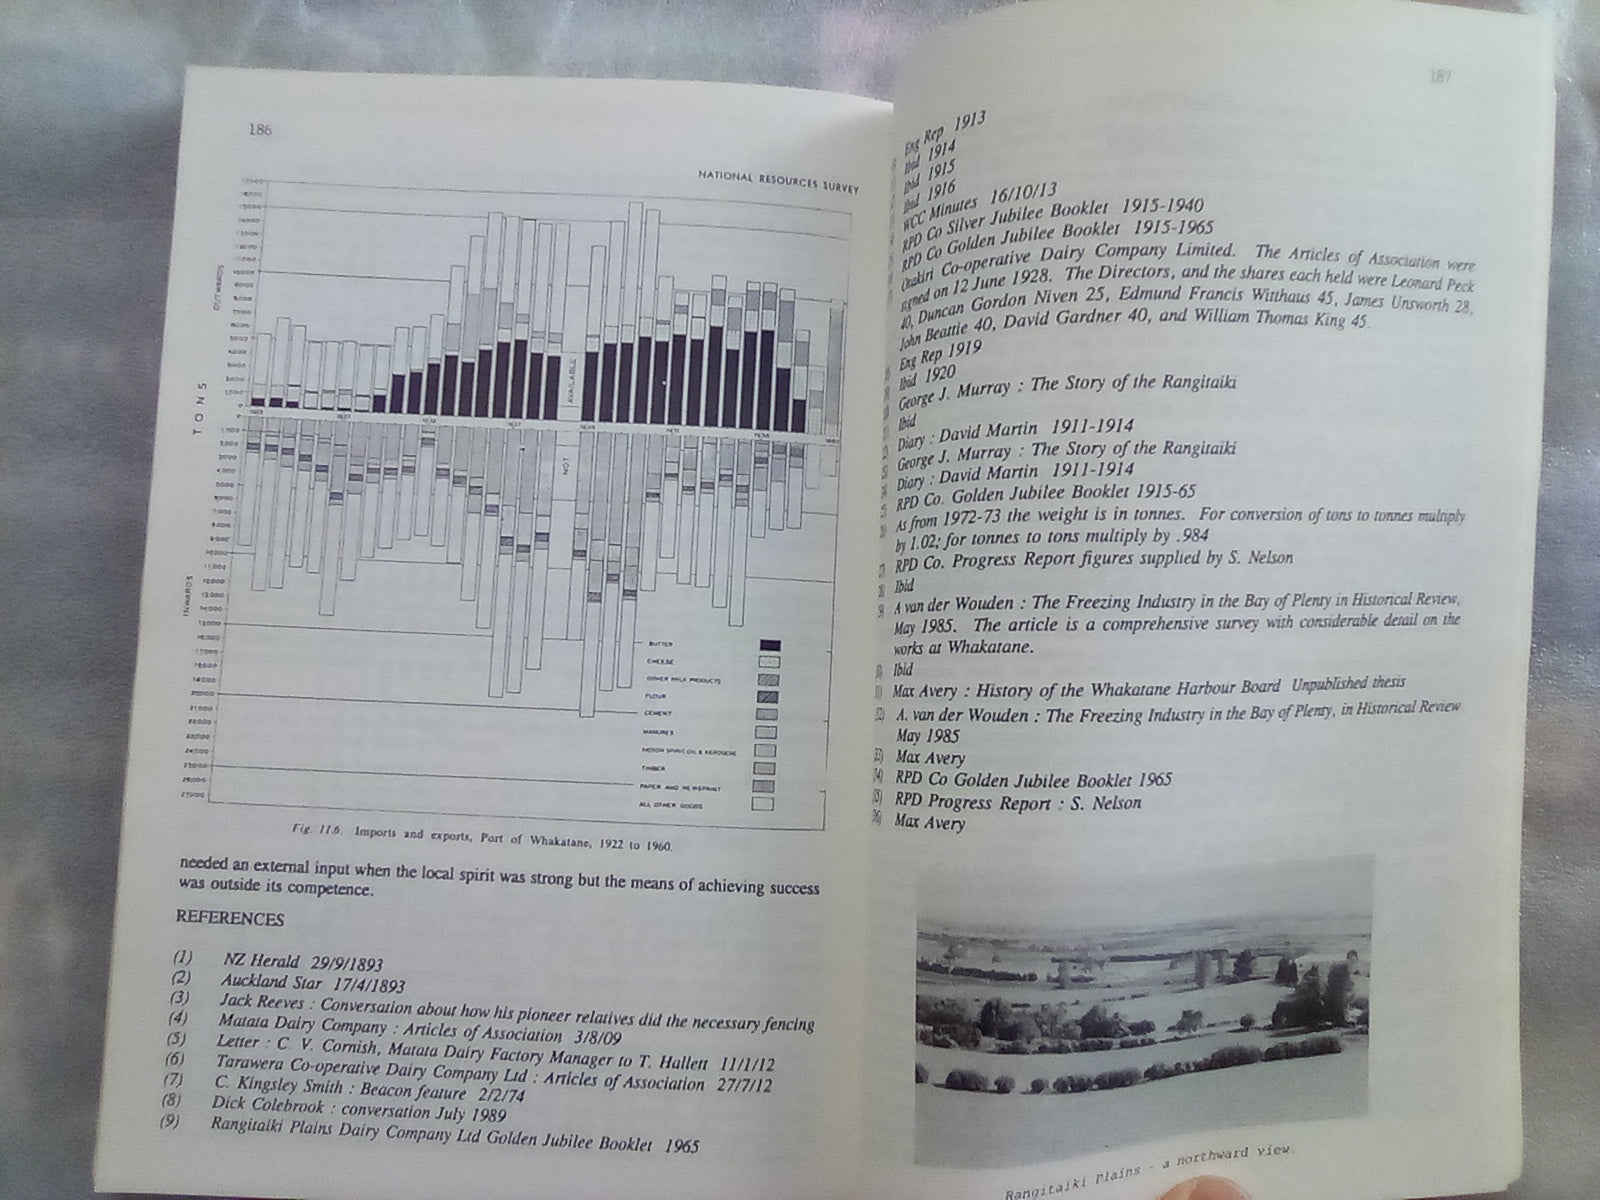 186
NATIONAL RESOURCES SURVEY
OUTWARDS
TONS
INWARDS
NOT AVAILABLE
BUTTER
CHEESE
OTHER MILK PRODUCTS
FLOUR
CEMENT
MANURES
MOTOR SPIRIT, OIL & KEROSENE
TIMBER
PAPER AND NEWSPRINT
ALL OTHER GOODS
Fig. 11.6. Imports and exports, Port of Whakatane, 1922 to 1960.
needed an external input when the local spirit was strong but the means of achieving success
was outside its competence.
REFERENCES
(1) NZ Herald 29/9/1893
(2) Auckland Star 17/4/1893
(3) Jack Reeves : Conversation about how his pioneer relatives did the necessary fencing
(4) Matata Dairy Company : Articles of Association 3/8/09
(5) Letter : C. V. Cornish, Matata Dairy Factory Manager to T. Hallett 11/1/12
(6) Tarawera Co-operative Dairy Company Ltd : Articles of Association 27/7/12
(7) C. Kingsley Smith : Beacon feature 2/2/74
(8) Dick Colebrook : conversation July 1989
(9) Rangitaiki Plains Dairy Company Ltd Golden Jubilee Booklet 1965
187
Eng Rep 1913
Ibid 1914
Ibid 1915
Ibid 1916
WCC Minutes 16/10/13
RPD Co Silver Jubilee Booklet 1915-1940
RPD Co Golden Jubilee Booklet 1915-1965
Otakiri Co-operative Dairy Company Limited. The Articles of Association were
signed on 12 June 1928. The Directors, and the shares each held were Leonard Peck
40, Duncan Gordon Niven 25, Edmund Francis Witthaus 45, James Unsworth 28,
John Beattie 40, David Gardner 40, and William Thomas King 45.
Eng Rep 1919
Ibid 1920
George J. Murray : The Story of the Rangitaiki
Ibid
Diary : David Martin 1911-1914
George J. Murray : The Story of the Rangitaiki
Diary : David Martin 1911-1914
RPD Co. Golden Jubilee Booklet 1915-65
As from 1972-73 the weight is in tonnes. For conversion of tons to tonnes multiply
by 1.02; for tonnes to tons multiply by .984
RPD Co. Progress Report figures supplied by S. Nelson
Ibid
A van der Wouden : The Freezing Industry in the Bay of Plenty in Historical Review,
May 1985. The article is a comprehensive survey with considerable detail on the
works at Whakatane.
Ibid
Max Avery : History of the Whakatane Harbour Board Unpublished thesis
A. van der Wouden : The Freezing Industry in the Bay of Plenty, in Historical Review
May 1985
Max Avery
RPD Co Golden Jubilee Booklet 1965
RPD Progress Report : S. Nelson
Max Avery
Rangitaiki Plains - a northward view.